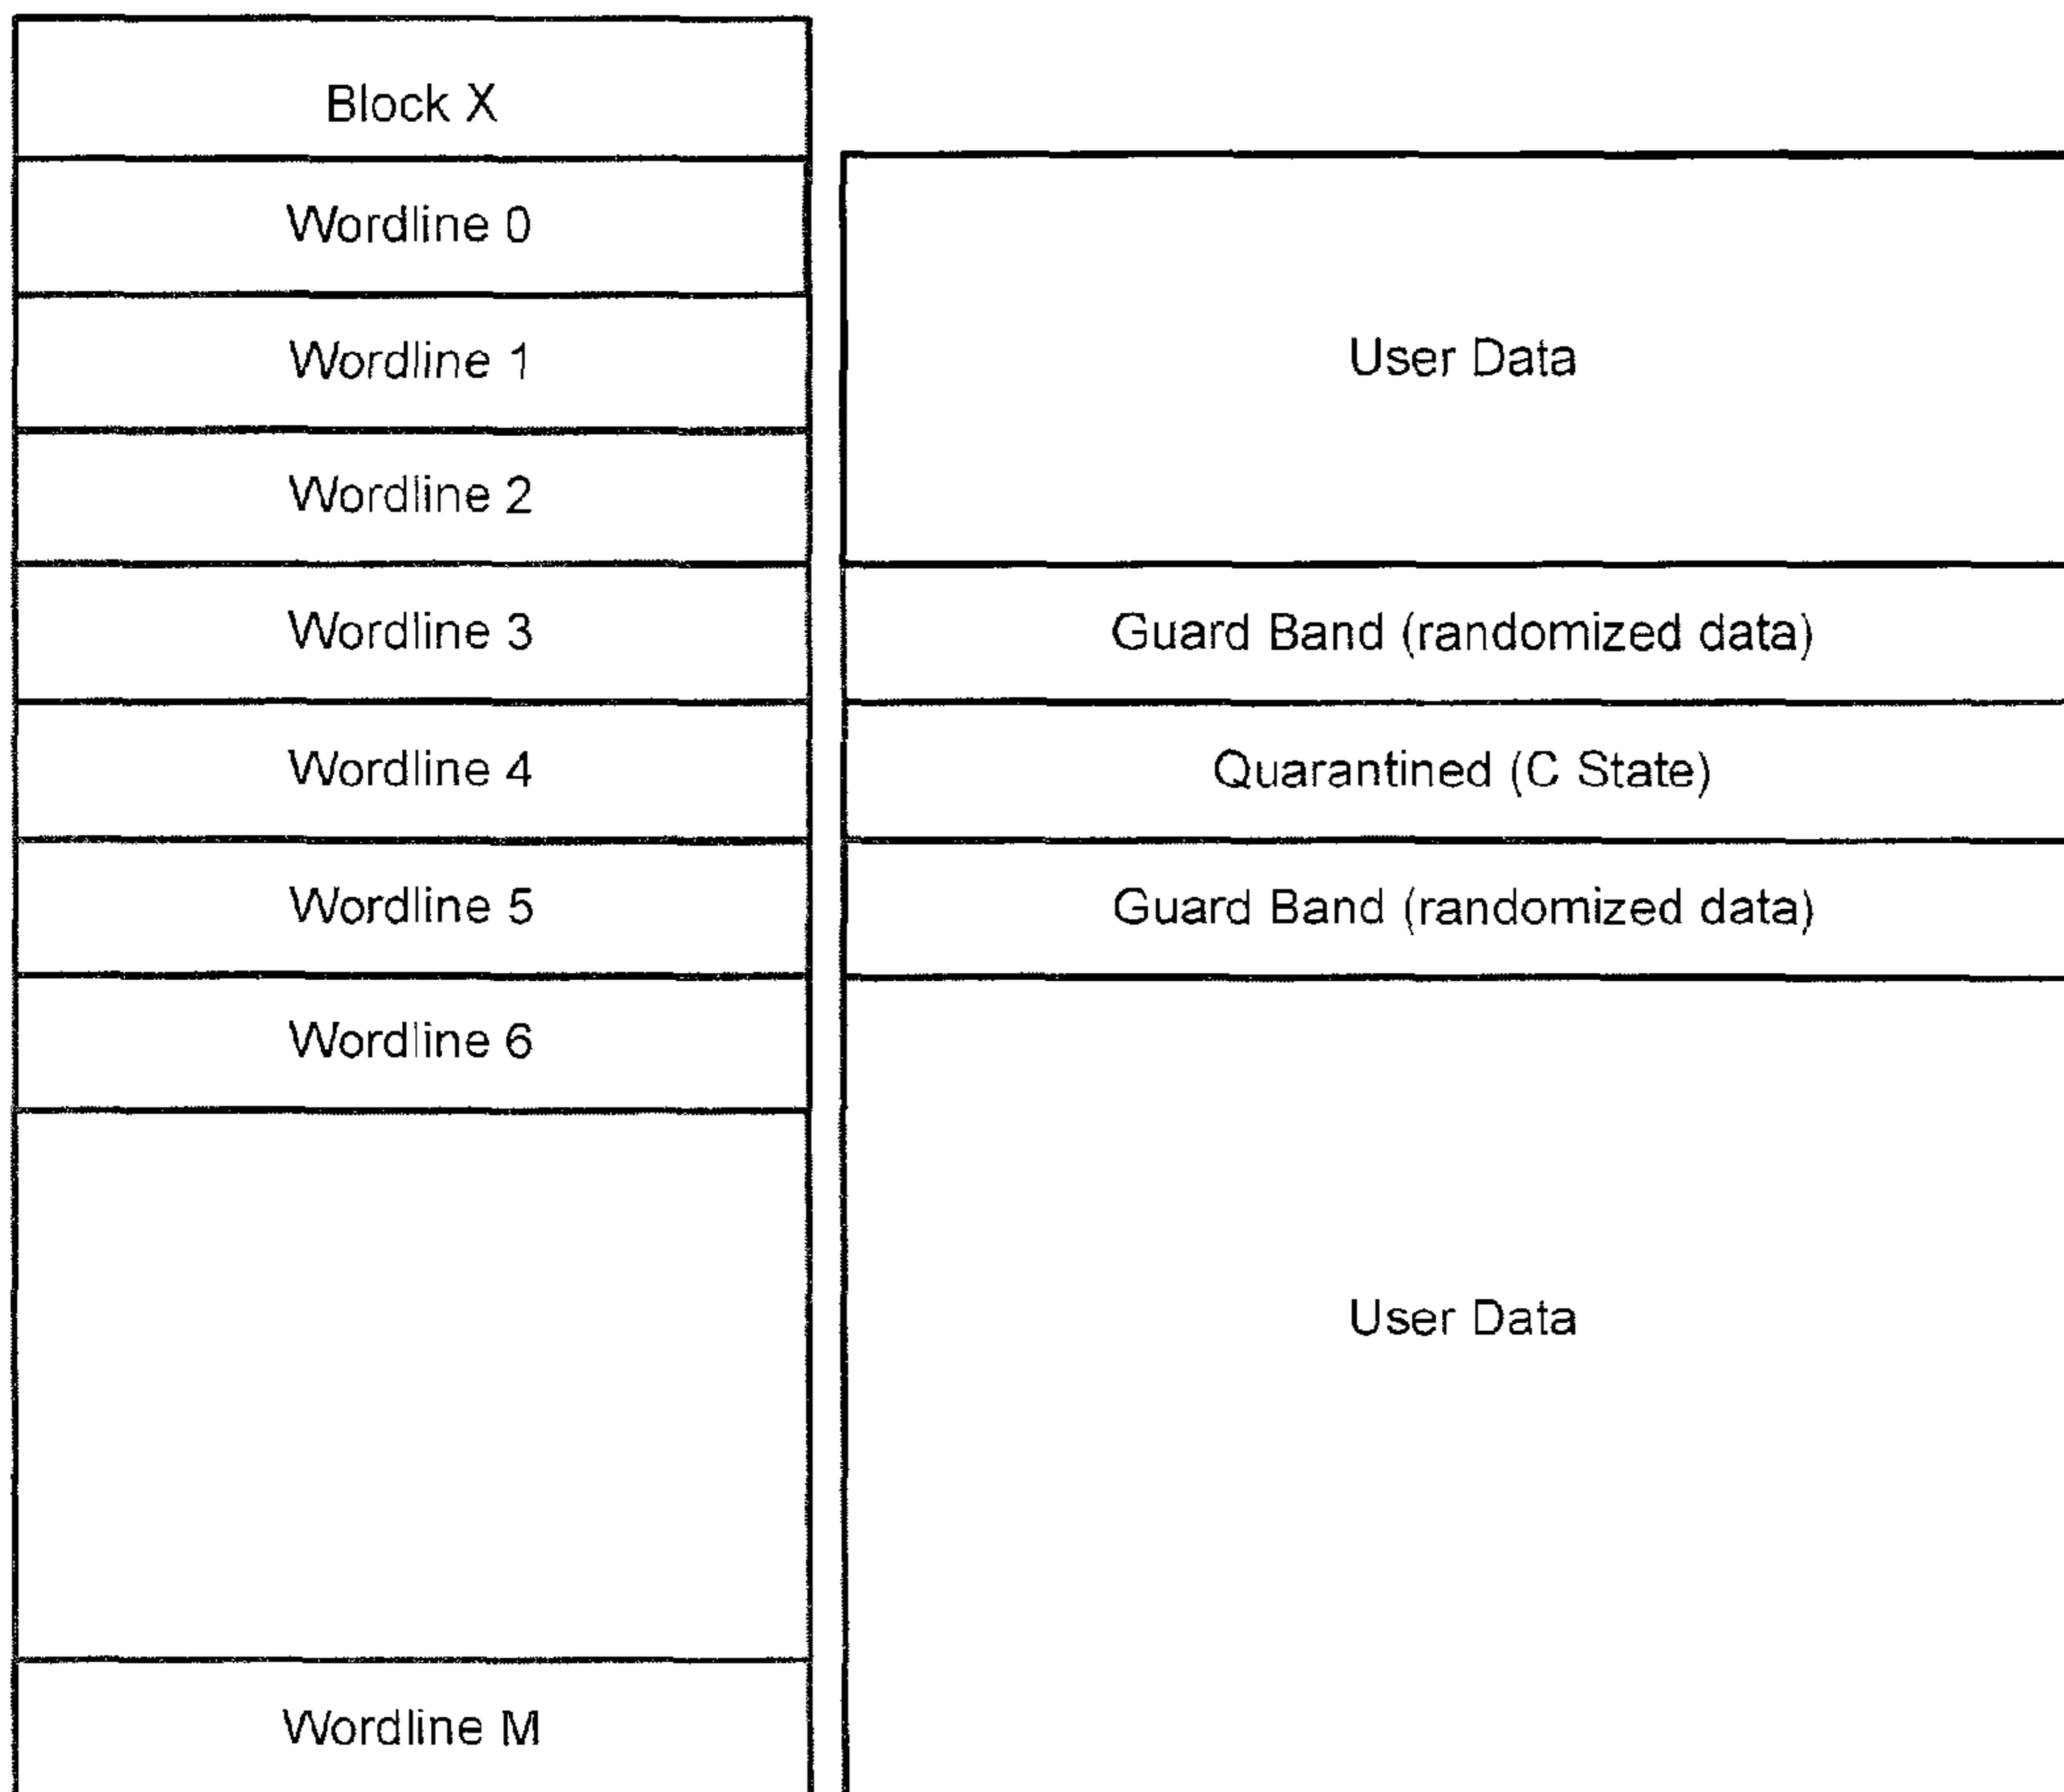 Block X
Wordline 0
Wordline 1
User Data
Wordline 2
Wordline 3
Guard Band (randomized data)
Wordline 4
Quarantined (C State)
Wordline 5
Guard Band (randomized data)
Wordline 6
User Data
Wordline M